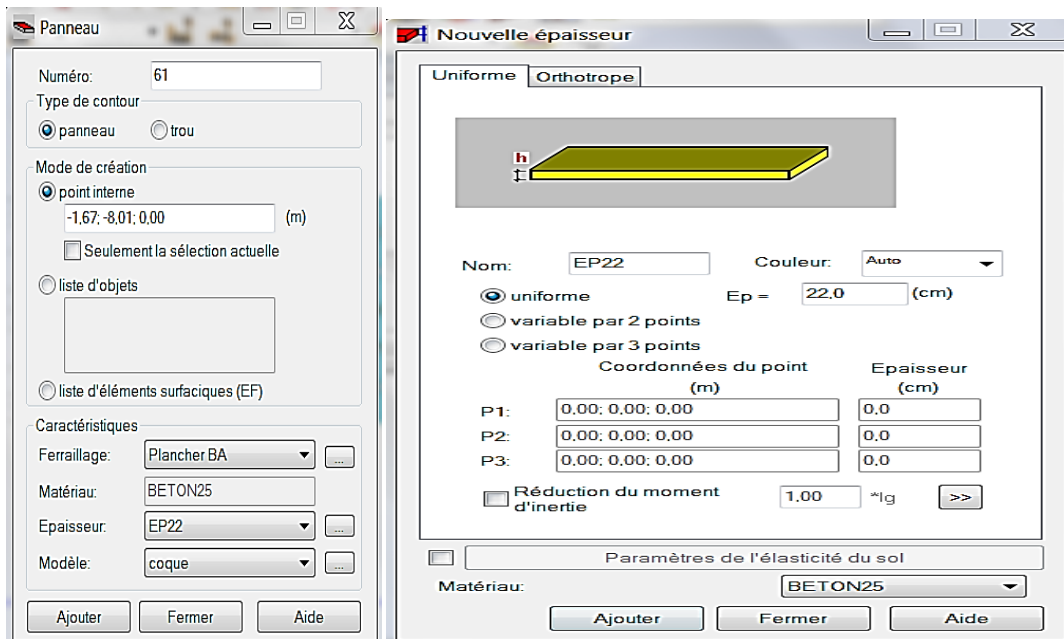 Panneau
Numéro: 61
Type de contour
panneau trou
Mode de création
point interne
-1,67; -8,01; 0,00 (m)
Seulement la sélection actuelle
liste d'objets
liste d'éléments surfaciques (EF)
Caractéristiques
Ferraillage: Plancher BA ...
Matériau: BETON25
Epaisseur: EP22 ...
Modèle: coque ...
Ajouter Fermer Aide
Nouvelle épaisseur
Uniforme Orthotrope
h
Nom: EP22 Couleur: Auto
uniforme Ep = 22,0 (cm)
variable par 2 points
variable par 3 points
Coordonnées du point Epaisseur
(m) (cm)
P1: 0,00; 0,00; 0,00 0,0
P2: 0,00; 0,00; 0,00 0,0
P3: 0,00; 0,00; 0,00 0,0
Réduction du moment
d'inertie 1,00 *Ig >>
Paramètres de l'élasticité du sol
Matériau: BETON25
Ajouter Fermer Aide